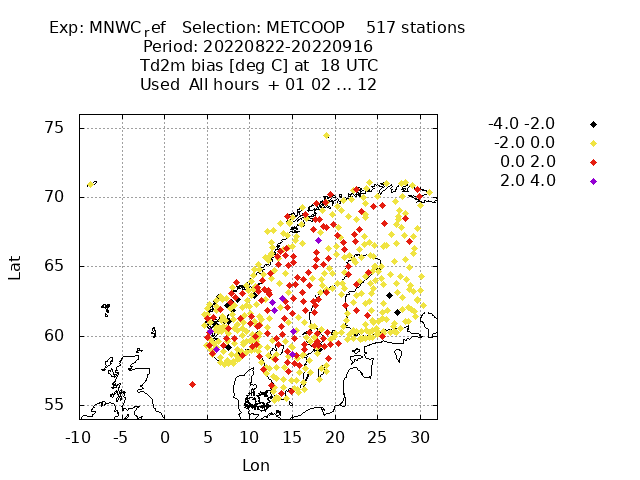 Exp: MNWC_ref Selection: METCOOP 517 stations
Period: 20220822-20220916
Td2m bias [deg C] at 18 UTC
Used All hours + 01 02 ... 12
-4.0 -2.0
-2.0 0.0
0.0 2.0
2.0 4.0
75
70
65
60
55
Lat
-10 -5 0 5 10 15 20 25 30
Lon